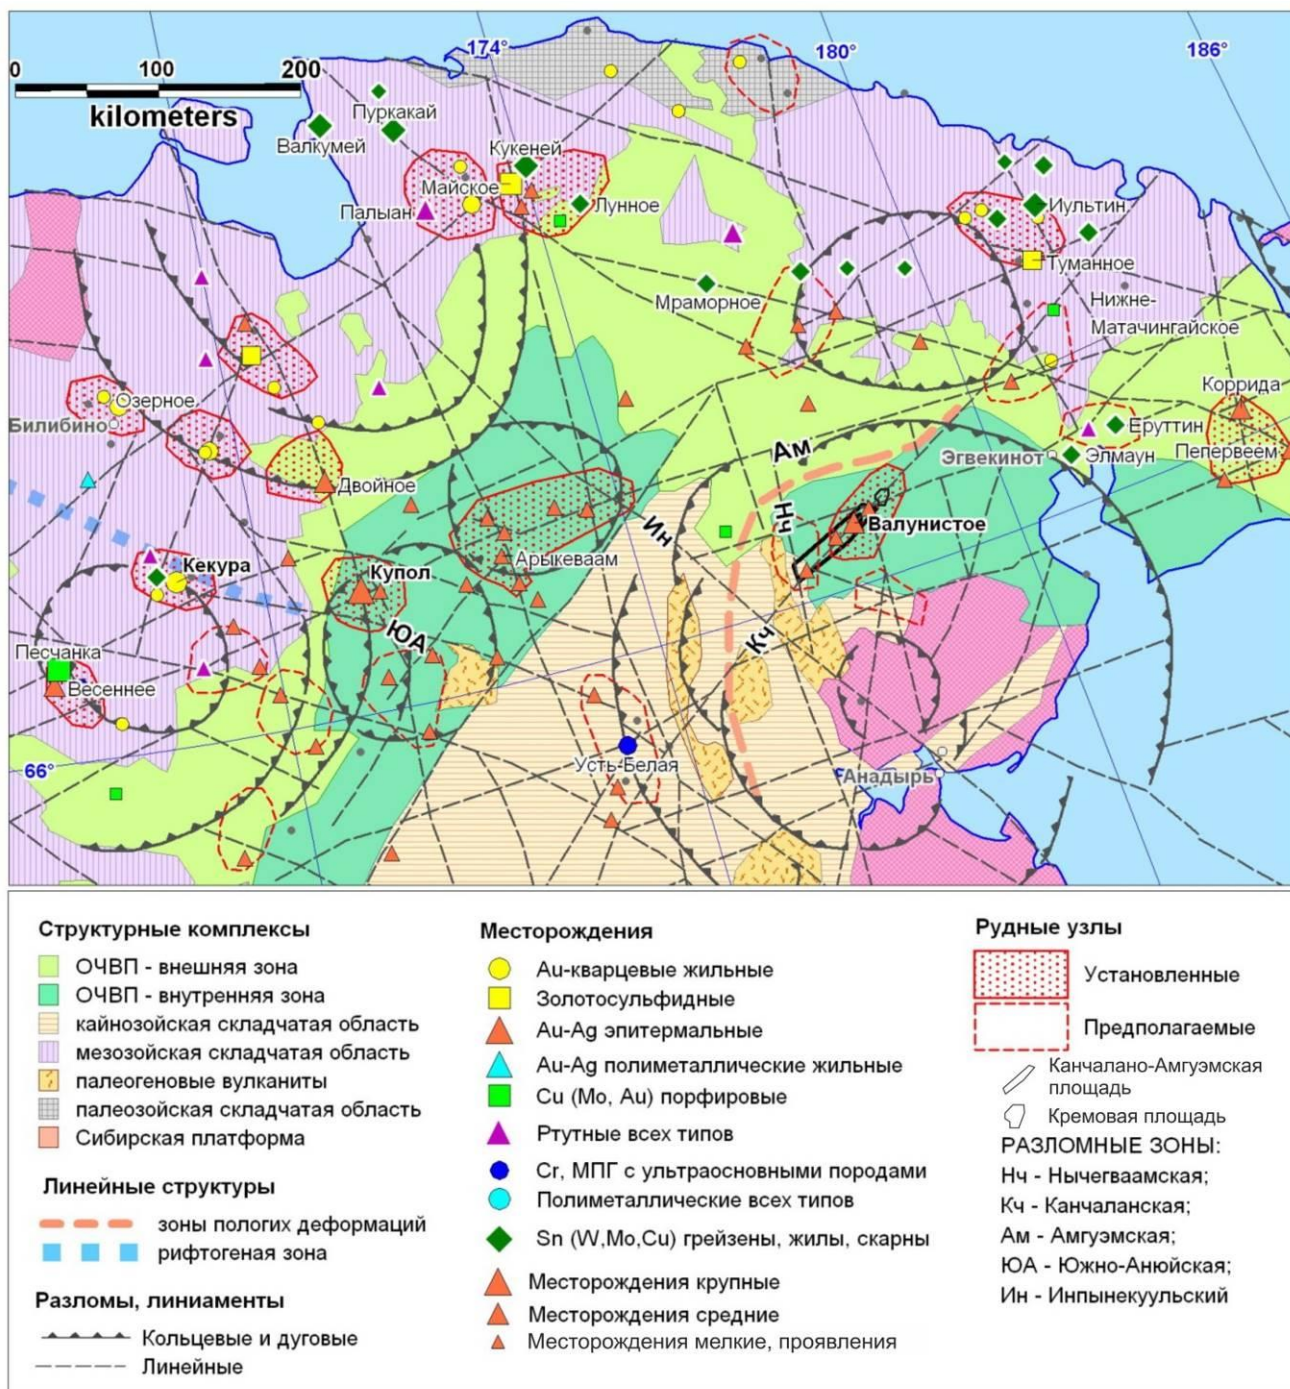 174°
180°
186°
0 100 200
kilometers
Пуркакай
Валкумей
Кукеней
Майское
Палыан
Лунное
Иультин
Туманное
Мраморное
Нижне-
Матачингайское
Коррида
Озерное
Билибино
Ам
Еруттин
Эгвекинот
Элмаун
Пепервеем
Двойное
Нч
Ин
Валунистое
Арыкеваам
Кекура
Купол
ЮА
Кч
Песчанка
Весеннее
Усть-Белая
66°
Анадырь
Структурные комплексы
ОЧВП - внешняя зона
ОЧВП - внутренняя зона
кайнозойская складчатая область
мезозойская складчатая область
палеогеновые вулканиты
палеозойская складчатая область
Сибирская платформа
Линейные структуры
зоны пологих деформаций
рифтогеная зона
Разломы, линиаменты
Кольцевые и дуговые
Линейные
Месторождения
Au-кварцевые жильные
Золотосульфидные
Au-Ag эпитермальные
Au-Ag полиметаллические жильные
Cu (Mo, Au) порфировые
Ртутные всех типов
Cr, МПГ с ультраосновными породами
Полиметаллические всех типов
Sn (W,Mo,Cu) грейзены, жилы, скарны
Месторождения крупные
Месторождения средние
Месторождения мелкие, проявления
Рудные узлы
Установленные
Предполагаемые
Канчалано-Амгуэмская
площадь
Кремовая площадь
РАЗЛОМНЫЕ ЗОНЫ:
Нч - Нычегваамская;
Кч - Канчаланская;
Ам - Амгуэмская;
ЮА - Южно-Анюйская;
Ин - Инпынекуульский